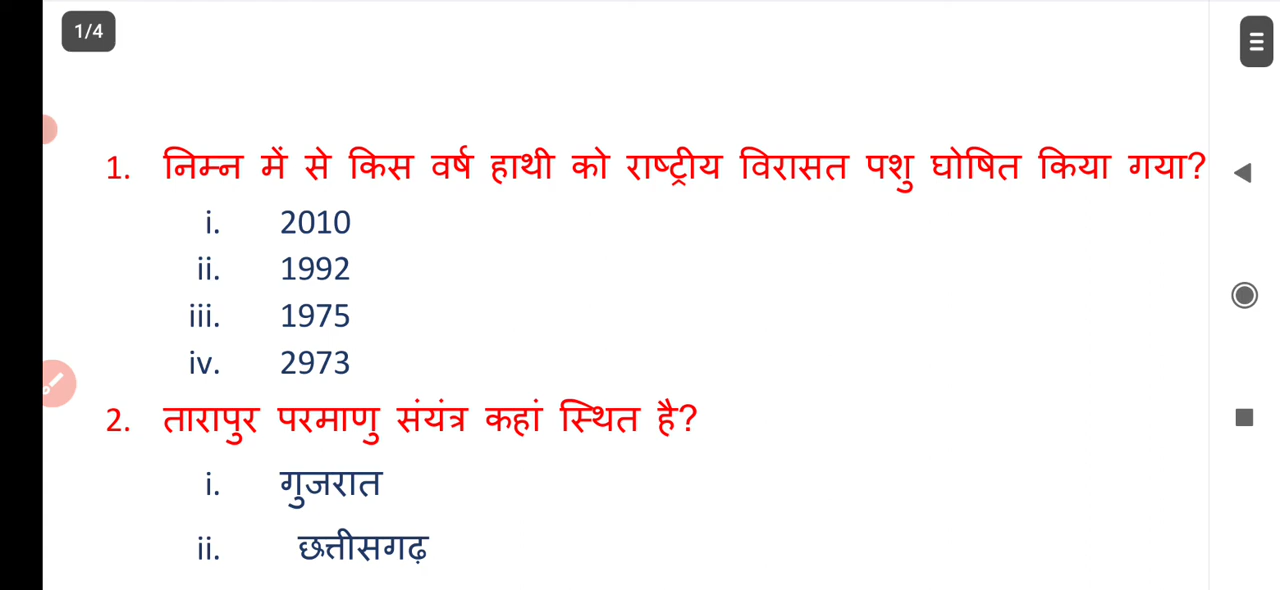 1/4
1. निम्न में से किस वर्ष हाथी को राष्ट्रीय विरासत पशु घोषित किया गया?
i. 2010
ii. 1992
iii. 1975
iv. 2973
2. तारापुर परमाणु संयंत्र कहां स्थित है?
i. गुजरात
ii. छत्तीसगढ़